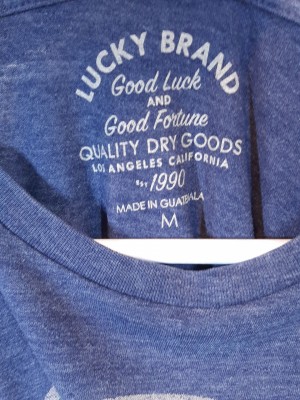 LUCKY BRAND
Good Luck
AND
Good Fortune
QUALITY DRY GOODS
LOS ANGELES CALIFORNIA
EST 1990
MADE IN GUATEMALA
M